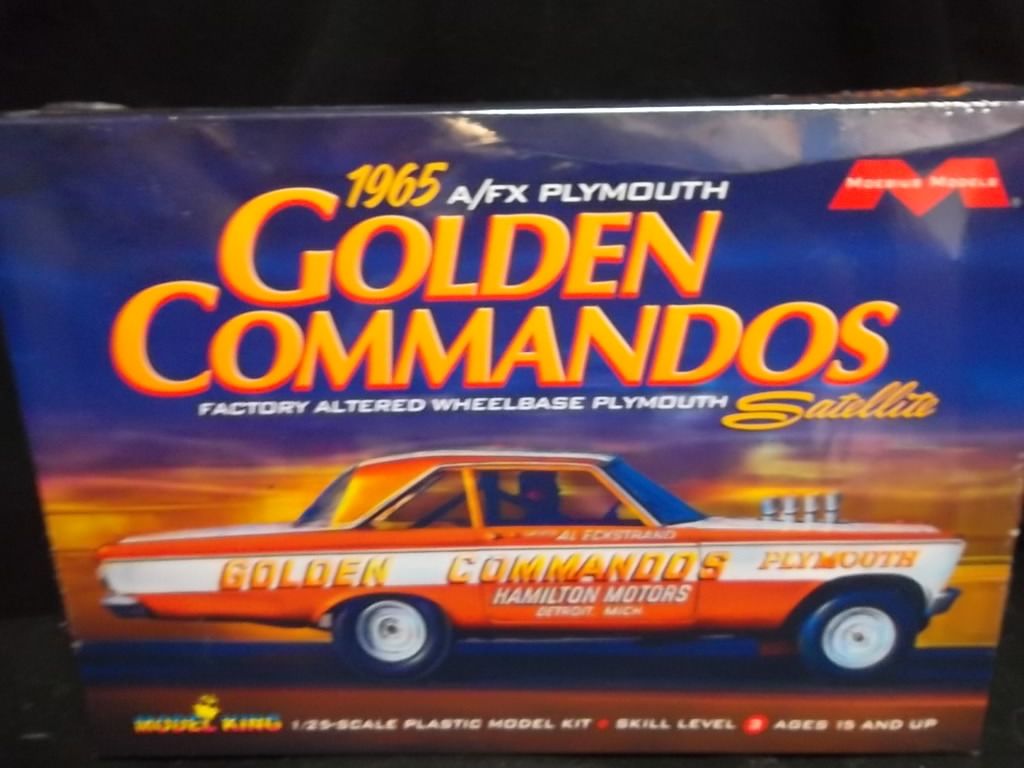 1965 A/FX PLYMOUTH
MOEBIUS MODELS
GOLDEN
COMMANDOS
FACTORY ALTERED WHEELBASE PLYMOUTH Satellite
AL ECKSTRAND
GOLDEN COMMANDOS PLYMOUTH
HAMILTON MOTORS
DETROIT, MICH
MODEL KING 1/25-SCALE PLASTIC MODEL KIT • SKILL LEVEL AGES 15 AND UP